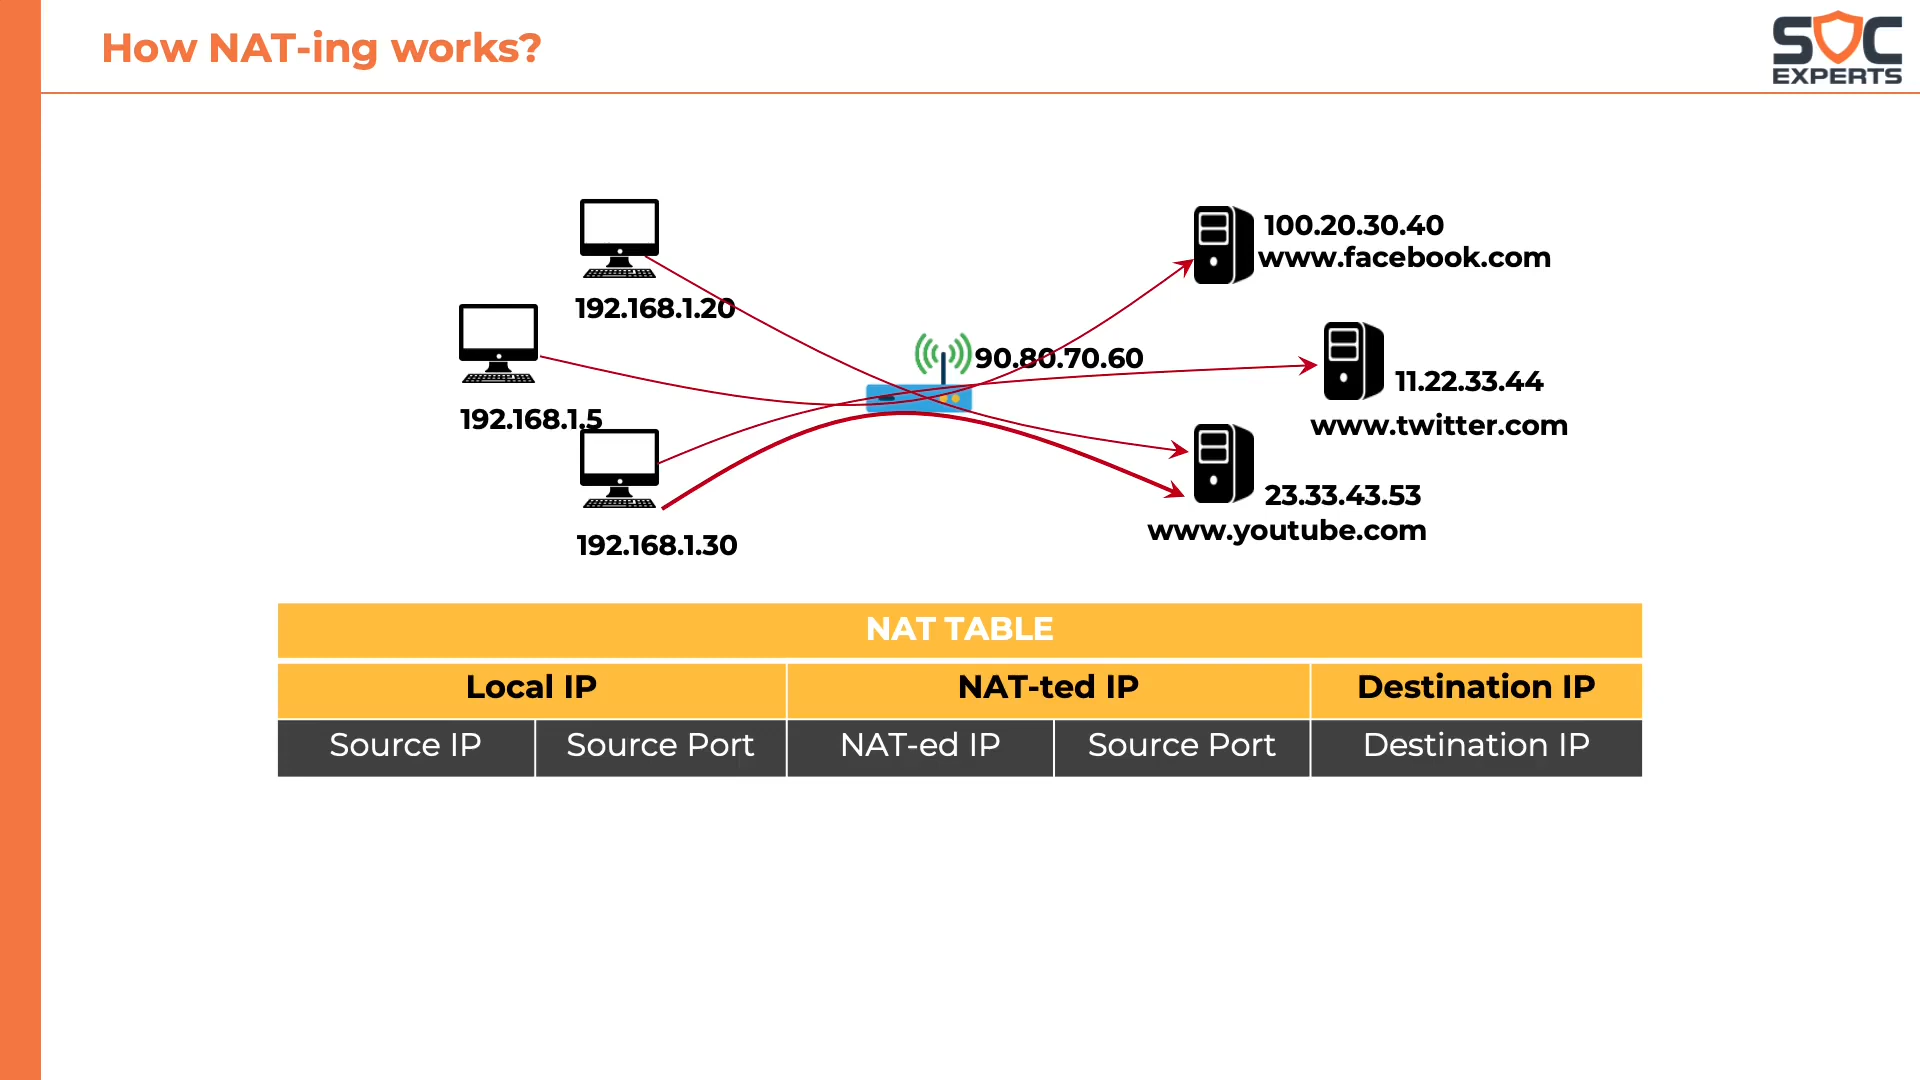 How NAT-ing works?
SOC
EXPERTS
192.168.1.20
192.168.1.5
192.168.1.30
90.80.70.60
100.20.30.40
www.facebook.com
11.22.33.44
www.twitter.com
23.33.43.53
www.youtube.com
NAT TABLE
Local IP NAT-ted IP Destination IP
Source IP Source Port NAT-ed IP Source Port Destination IP